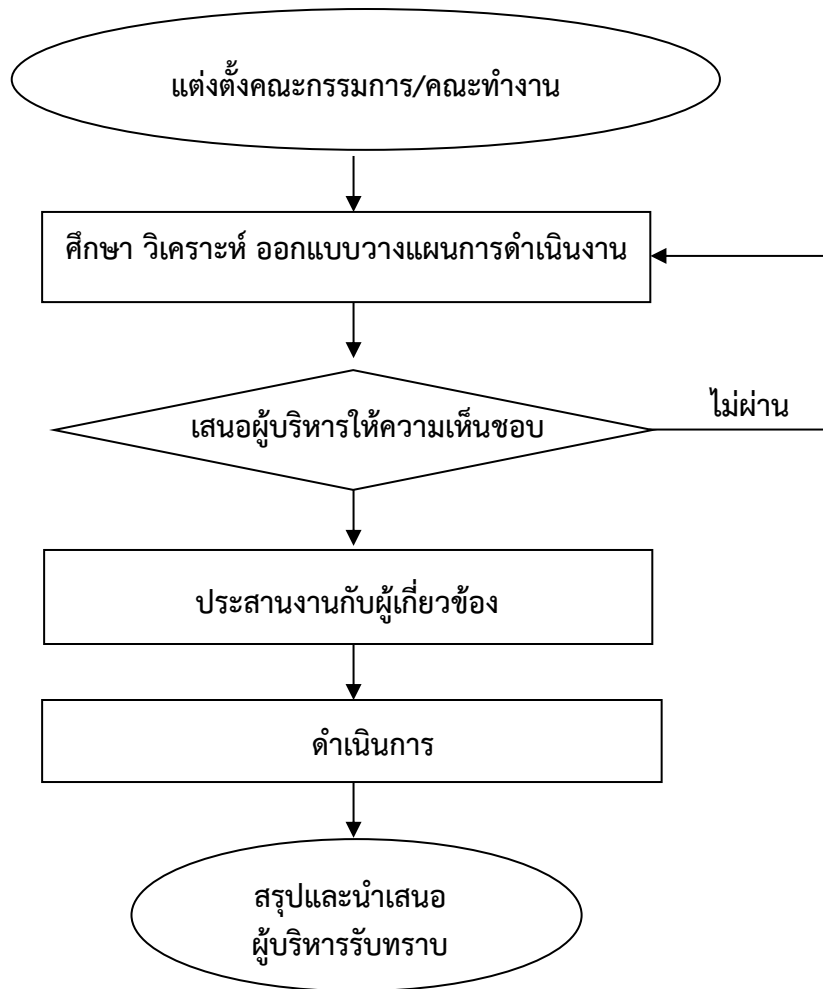 แต่งตั้งคณะกรรมการ/คณะทำงาน
ศึกษา วิเคราะห์ ออกแบบวางแผนการดำเนินงาน
เสนอผู้บริหารให้ความเห็นชอบ
ไม่ผ่าน
ประสานงานกับผู้เกี่ยวข้อง
ดำเนินการ
สรุปและนำเสนอ
ผู้บริหารรับทราบ